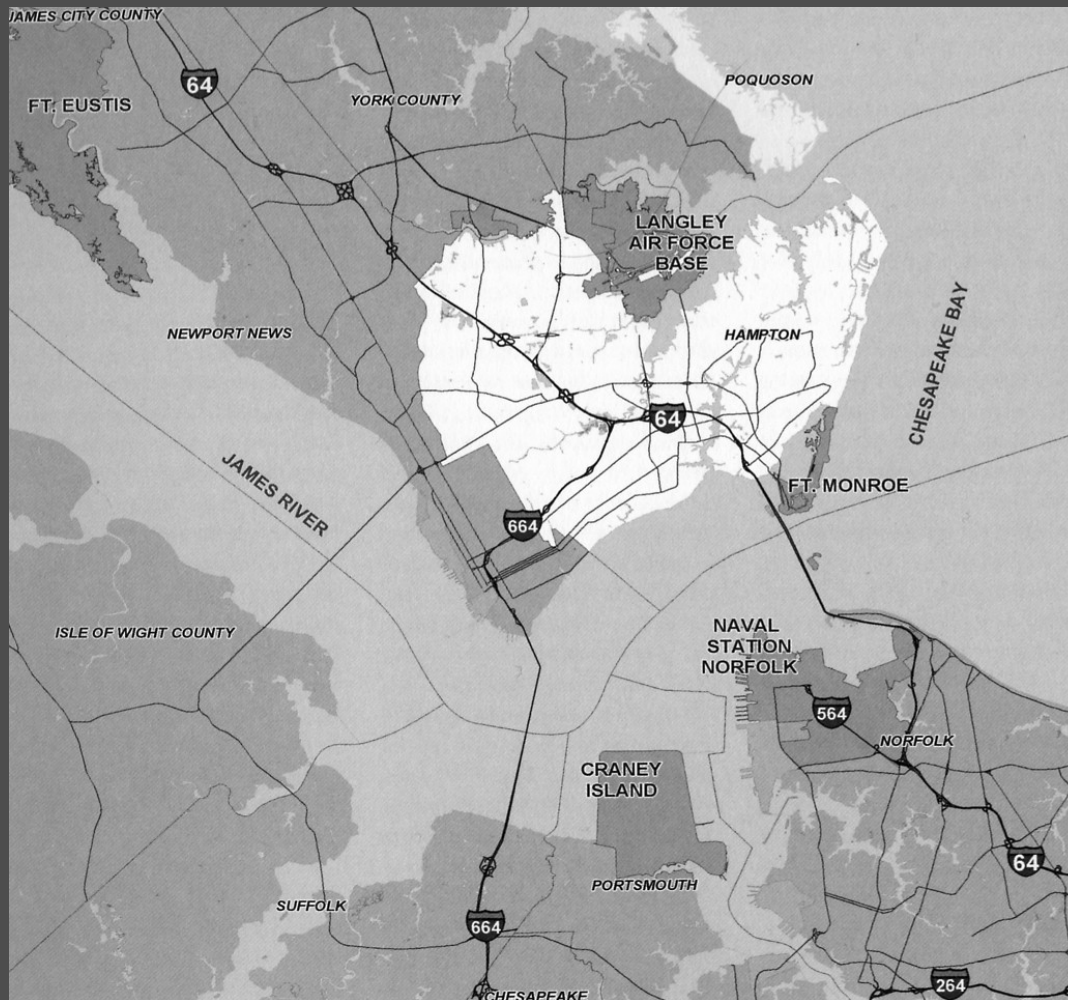 JAMES CITY COUNTY
64
FT. EUSTIS
YORK COUNTY
POQUOSON
LANGLEY
AIR FORCE
BASE
NEWPORT NEWS
HAMPTON
CHESAPEAKE BAY
64
JAMES RIVER
FT. MONROE
664
ISLE OF WIGHT COUNTY
NAVAL
STATION
NORFOLK
564
NORFOLK
CRANEY
ISLAND
64
PORTSMOUTH
SUFFOLK
664
264
CHESAPEAKE